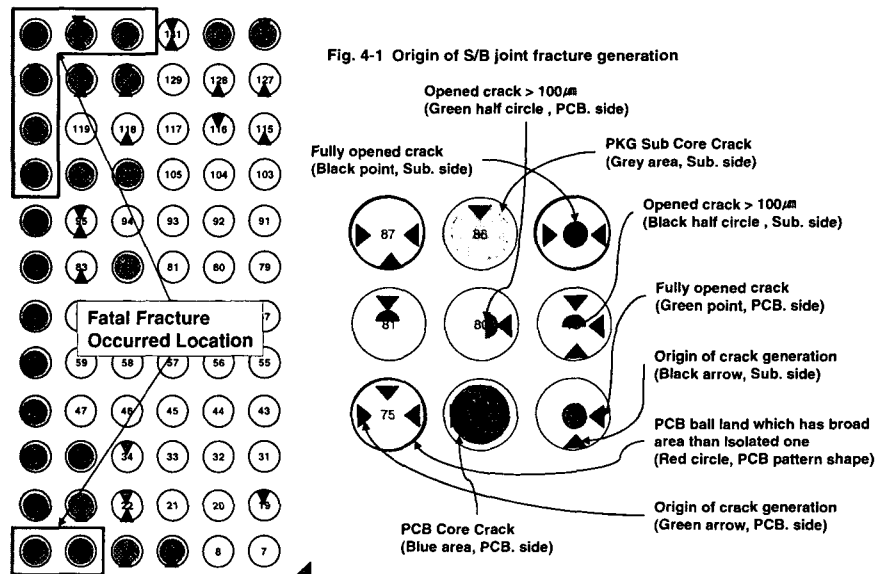 131
129 128 127
119 118 117 116 115
105 104 103
95 94 93 92 91
83 81 80 79
Fatal Fracture
Occurred Location
59 58 57 56 55
47 46 45 44 43
34 33 32 31
22 21 20 19
8 7
Fig. 4-1 Origin of S/B joint fracture generation
Opened crack > 100㎛
(Green half circle , PCB. side)
Fully opened crack
(Black point, Sub. side)
PKG Sub Core Crack
(Grey area, Sub. side)
Opened crack > 100㎛
(Black half circle , Sub. side)
87 86
81 80
75
Fully opened crack
(Green point, PCB. side)
Origin of crack generation
(Black arrow, Sub. side)
PCB ball land which has broad
area than Isolated one
(Red circle, PCB pattern shape)
Origin of crack generation
(Green arrow, PCB. side)
PCB Core Crack
(Blue area, PCB. side)